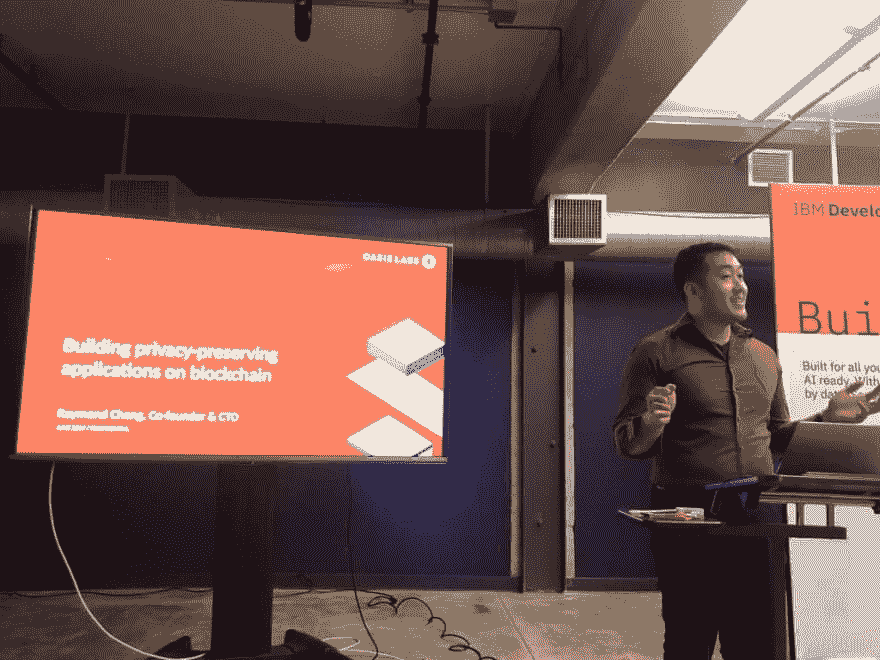 OASIS LABS
Building privacy-preserving
applications on blockchain
Raymond Cheng, Co-founder & CTO
IBM Develo
Bui
Built for all you
AI ready. With
by dat